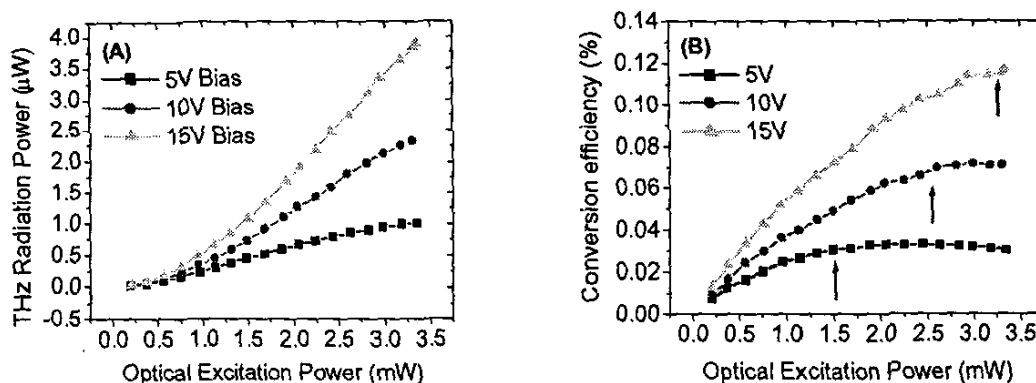 (A)
5V Bias
10V Bias
15V Bias
THz Radiation Power (μW)
4.0
3.5
3.0
2.5
2.0
1.5
1.0
0.5
0.0
-0.5
0.0 0.5 1.0 1.5 2.0 2.5 3.0 3.5
Optical Excitation Power (mW)
(B)
5V
10V
15V
Conversion efficiency (%)
0.14
0.12
0.10
0.08
0.06
0.04
0.02
0.00
0.0 0.5 1.0 1.5 2.0 2.5 3.0 3.5
Optical Excitation Power (mW)